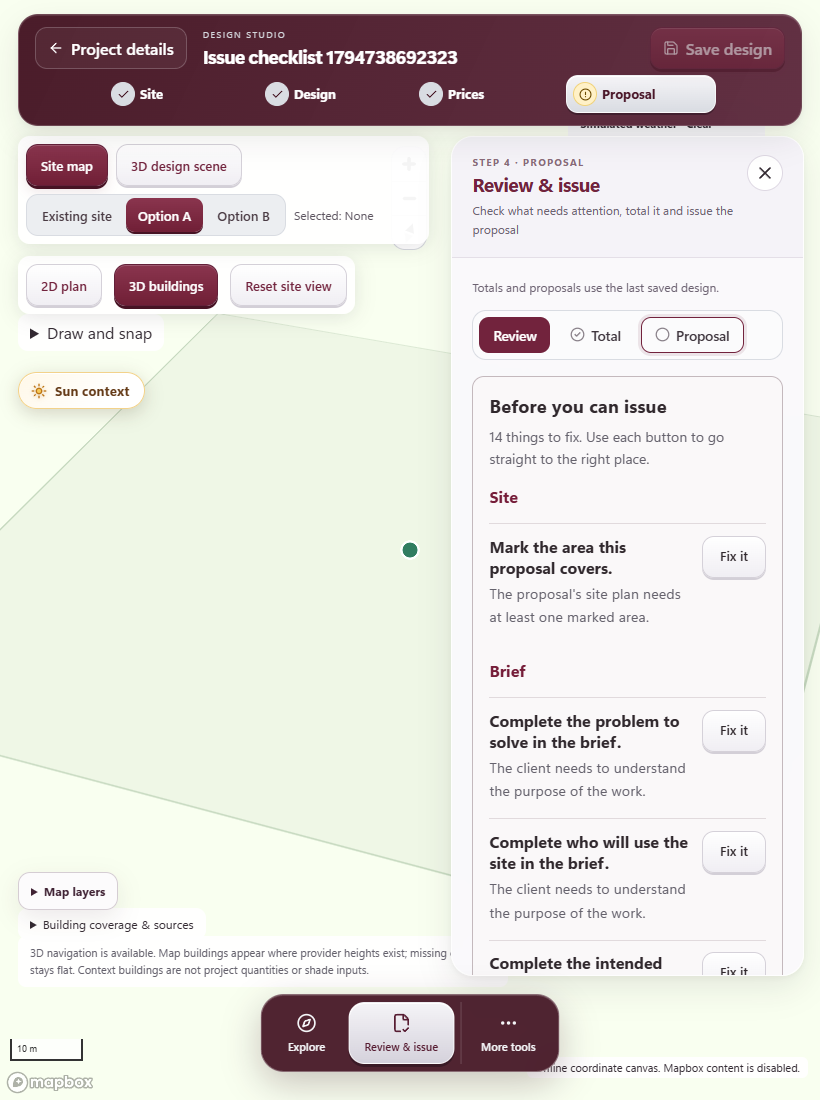 Project details
DESIGN STUDIO
Issue checklist 1794738692323
Save design
Site
Design
Prices
Proposal
Site map
3D design scene
Existing site
Option A
Option B
Selected: None
2D plan
3D buildings
Reset site view
Draw and snap
Sun context
STEP 4 · PROPOSAL
Review & issue
Check what needs attention, total it and issue the
proposal
Totals and proposals use the last saved design.
Review
Total
Proposal
Before you can issue
14 things to fix. Use each button to go
straight to the right place.
Site
Mark the area this
proposal covers.
Fix it
The proposal's site plan needs
at least one marked area.
Brief
Complete the problem to
solve in the brief.
Fix it
The client needs to understand
the purpose of the work.
Complete who will use the
site in the brief.
Fix it
The client needs to understand
the purpose of the work.
Complete the intended
Fix it
Map layers
Building coverage & sources
3D navigation is available. Map buildings appear where provider heights exist; missing
stays flat. Context buildings are not project quantities or shade inputs.
Explore
Review & issue
More tools
10 m
mapbox
coordinate canvas. Mapbox content is disabled.